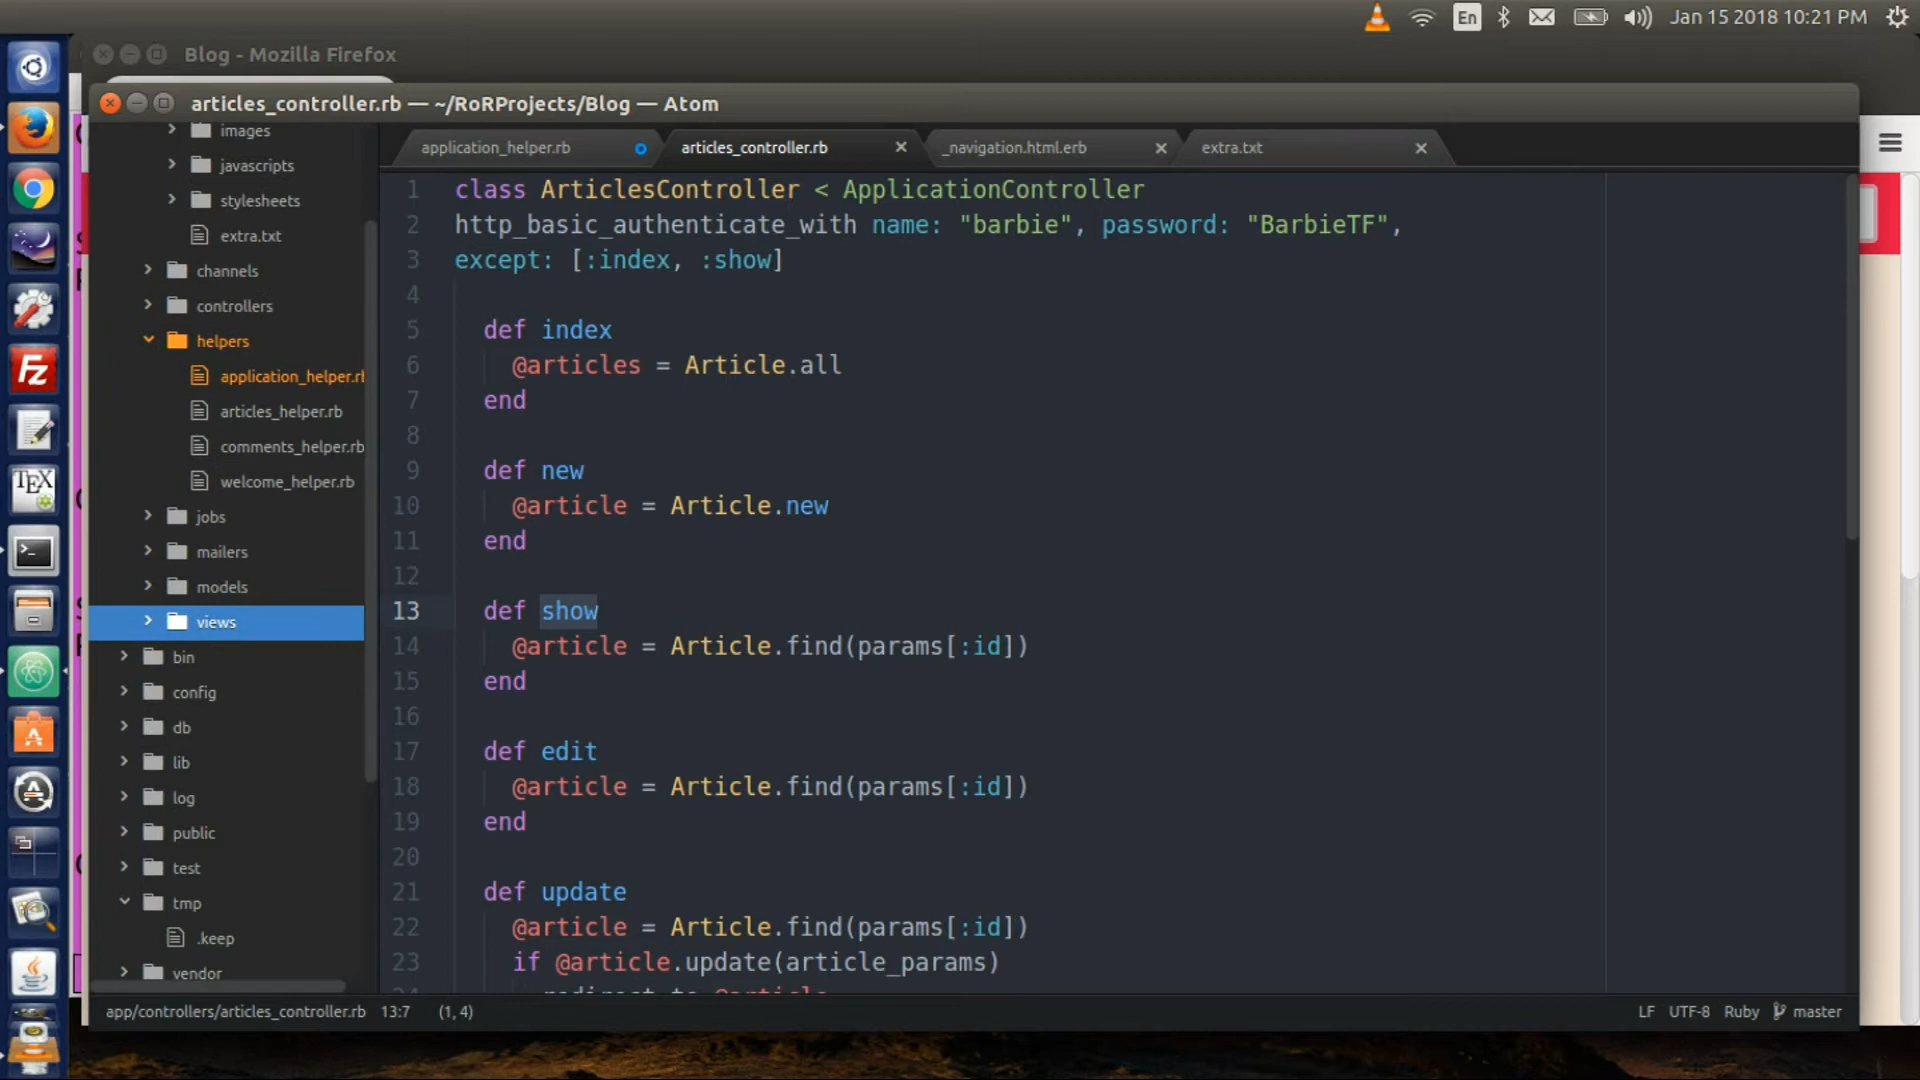 En
Jan 15 2018 10:21 PM
Blog - Mozilla Firefox
articles_controller.rb — ~/RoRProjects/Blog — Atom
application_helper.rb
articles_controller.rb
_navigation.html.erb
extra.txt
images
javascripts
stylesheets
extra.txt
channels
controllers
helpers
application_helper.rb
articles_helper.rb
comments_helper.rb
welcome_helper.rb
jobs
mailers
models
views
bin
config
db
lib
log
public
test
tmp
.keep
vendor
1 class ArticlesController < ApplicationController
2 http_basic_authenticate_with name: "barbie", password: "BarbieTF",
3 except: [:index, :show]
4
5 def index
6 @articles = Article.all
7 end
8
9 def new
10 @article = Article.new
11 end
12
13 def show
14 @article = Article.find(params[:id])
15 end
16
17 def edit
18 @article = Article.find(params[:id])
19 end
20
21 def update
22 @article = Article.find(params[:id])
23 if @article.update(article_params)
24 redirect_to @article
app/controllers/articles_controller.rb 13:7 (1, 4)
LF UTF-8 Ruby master
Fz
TEX